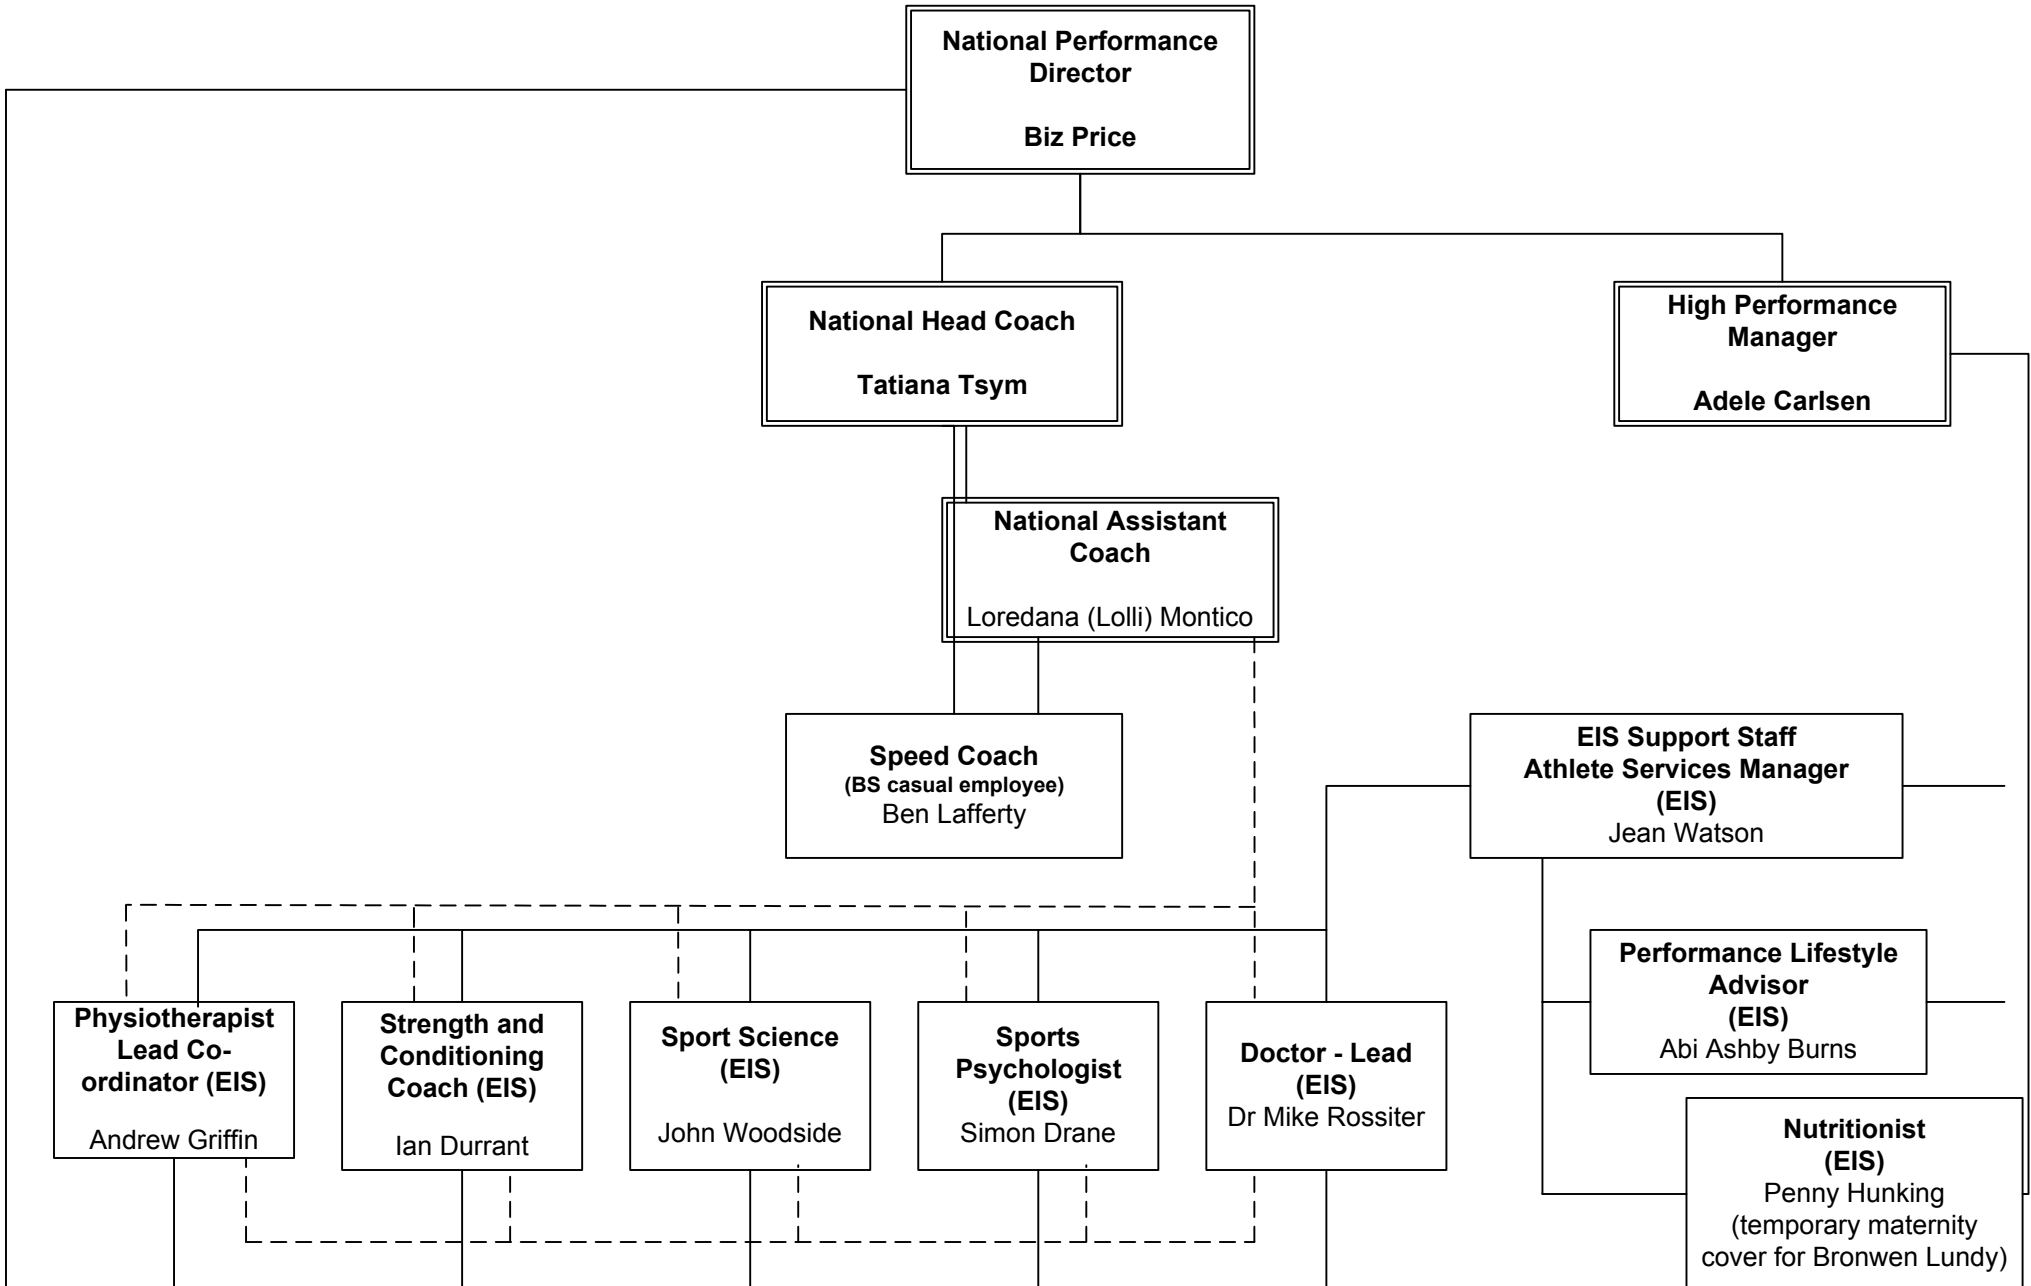 National Performance
Director
Biz Price
National Head Coach
Tatiana Tsym
High Performance
Manager
Adele Carlsen
National Assistant
Coach
Loredana (Lolli) Montico
Speed Coach
(BS casual employee)
Ben Lafferty
EIS Support Staff
Athlete Services Manager
(EIS)
Jean Watson
Performance Lifestyle
Advisor
(EIS)
Abi Ashby Burns
Physiotherapist
Lead Co-
ordinator (EIS)
Andrew Griffin
Strength and
Conditioning
Coach (EIS)
Ian Durrant
Sport Science
(EIS)
John Woodside
Sports
Psychologist
(EIS)
Simon Drane
Doctor - Lead
(EIS)
Dr Mike Rossiter
Nutritionist
(EIS)
Penny Hunking
(temporary maternity
cover for Bronwen Lundy)